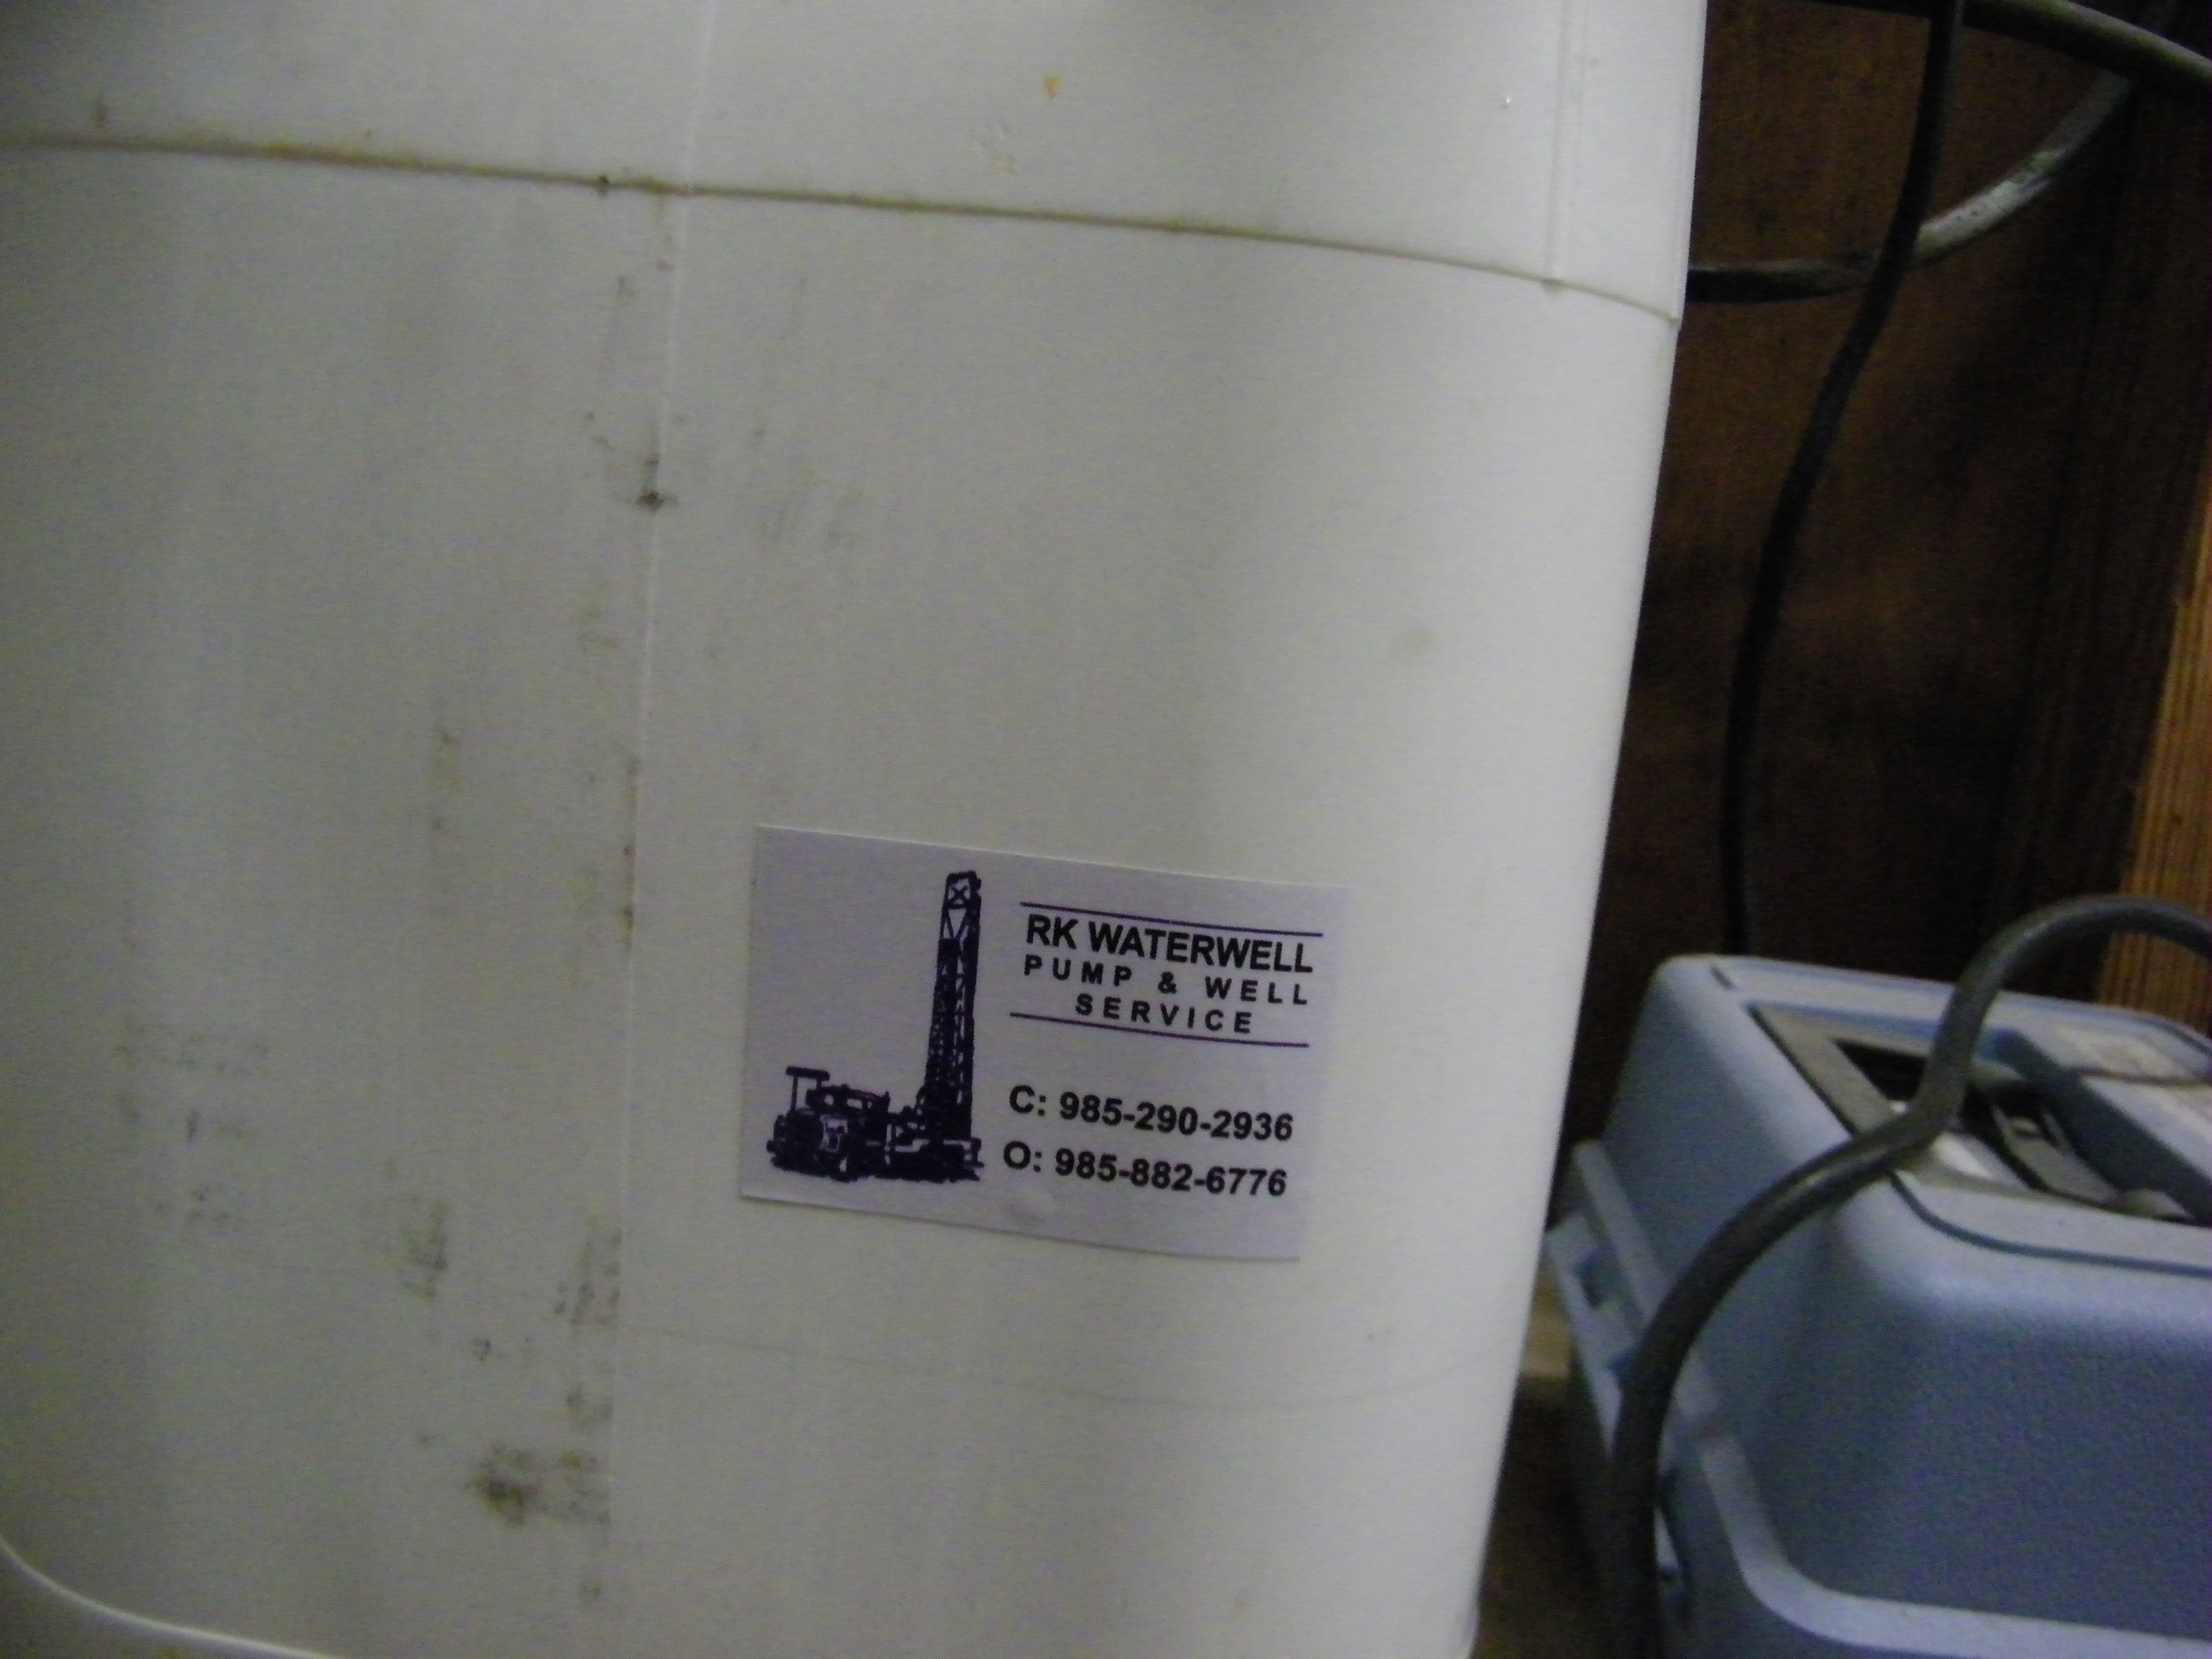 RK WATERWELL
PUMP & WELL
SERVICE
C: 985-290-2936
O: 985-882-6776